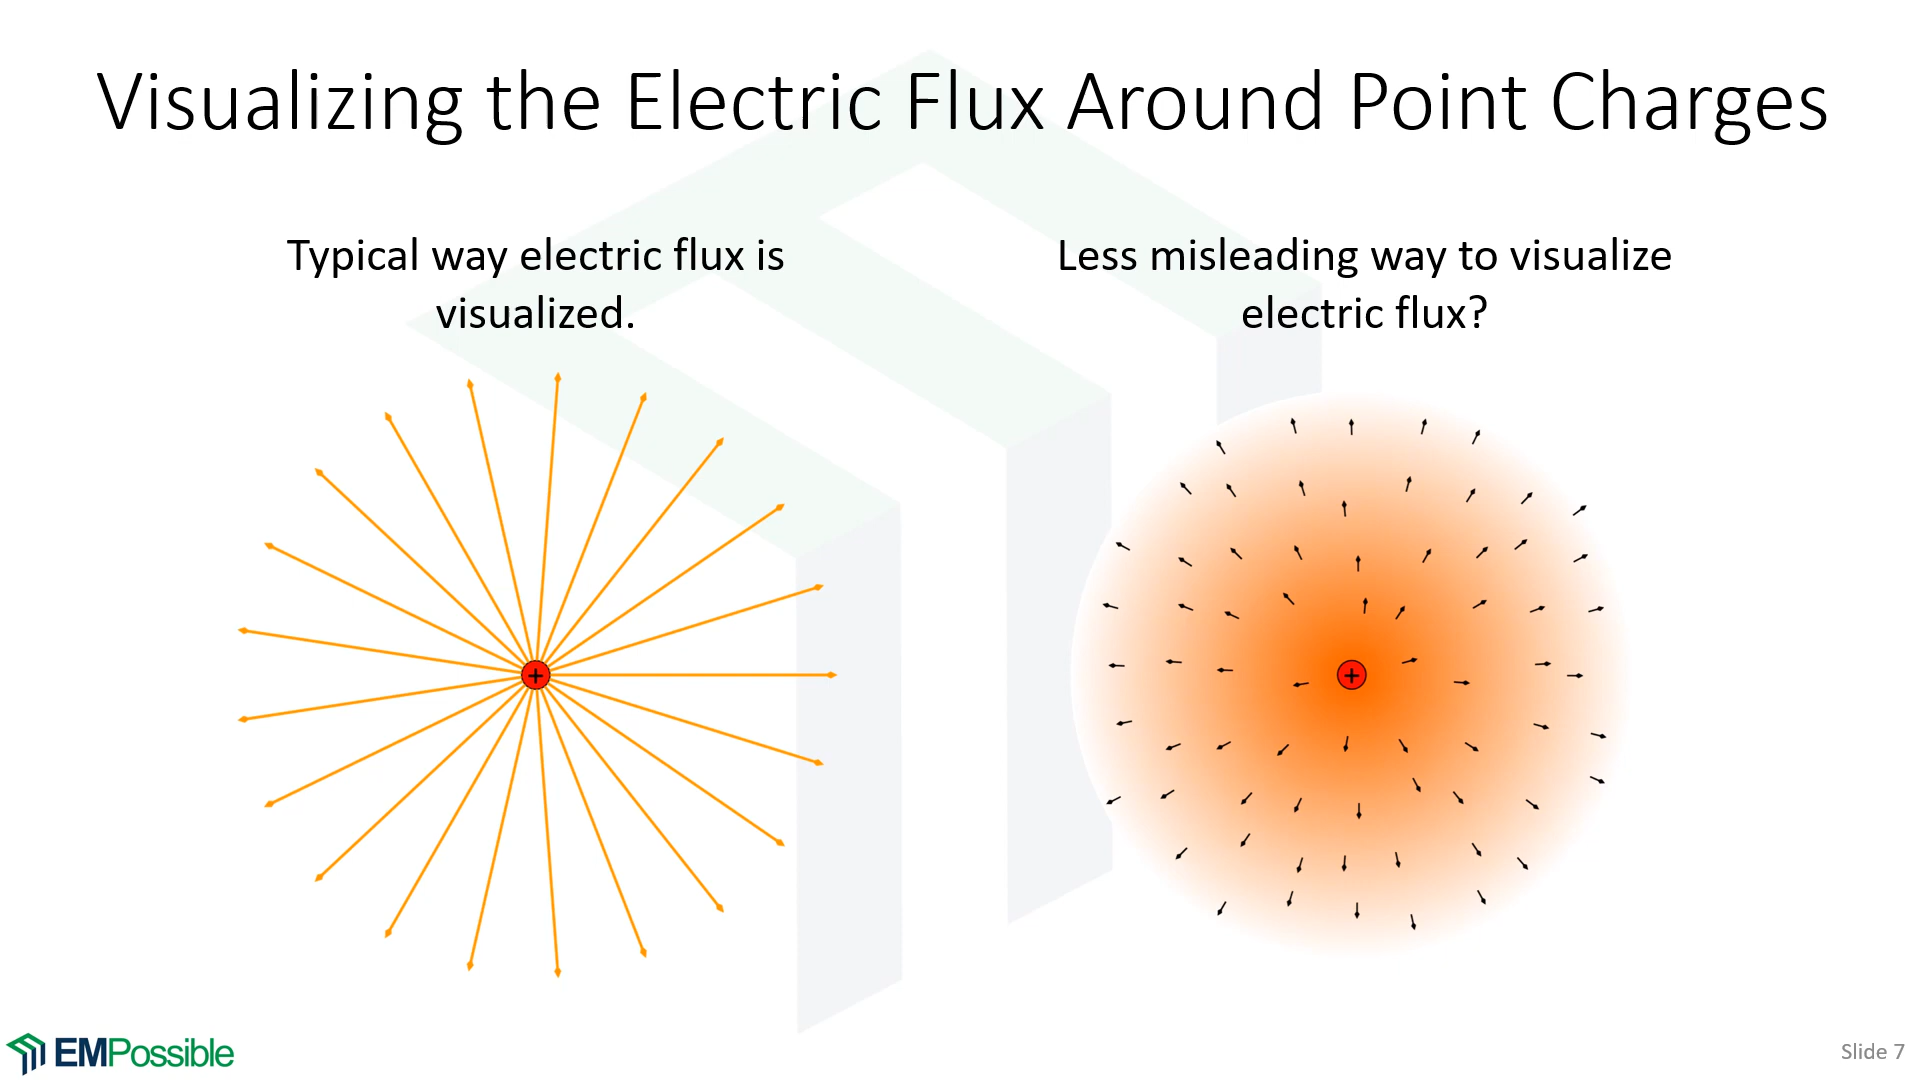 Visualizing the Electric Flux Around Point Charges
Typical way electric flux is
visualized.
Less misleading way to visualize
electric flux?
+
+
EMPossible
Slide 7